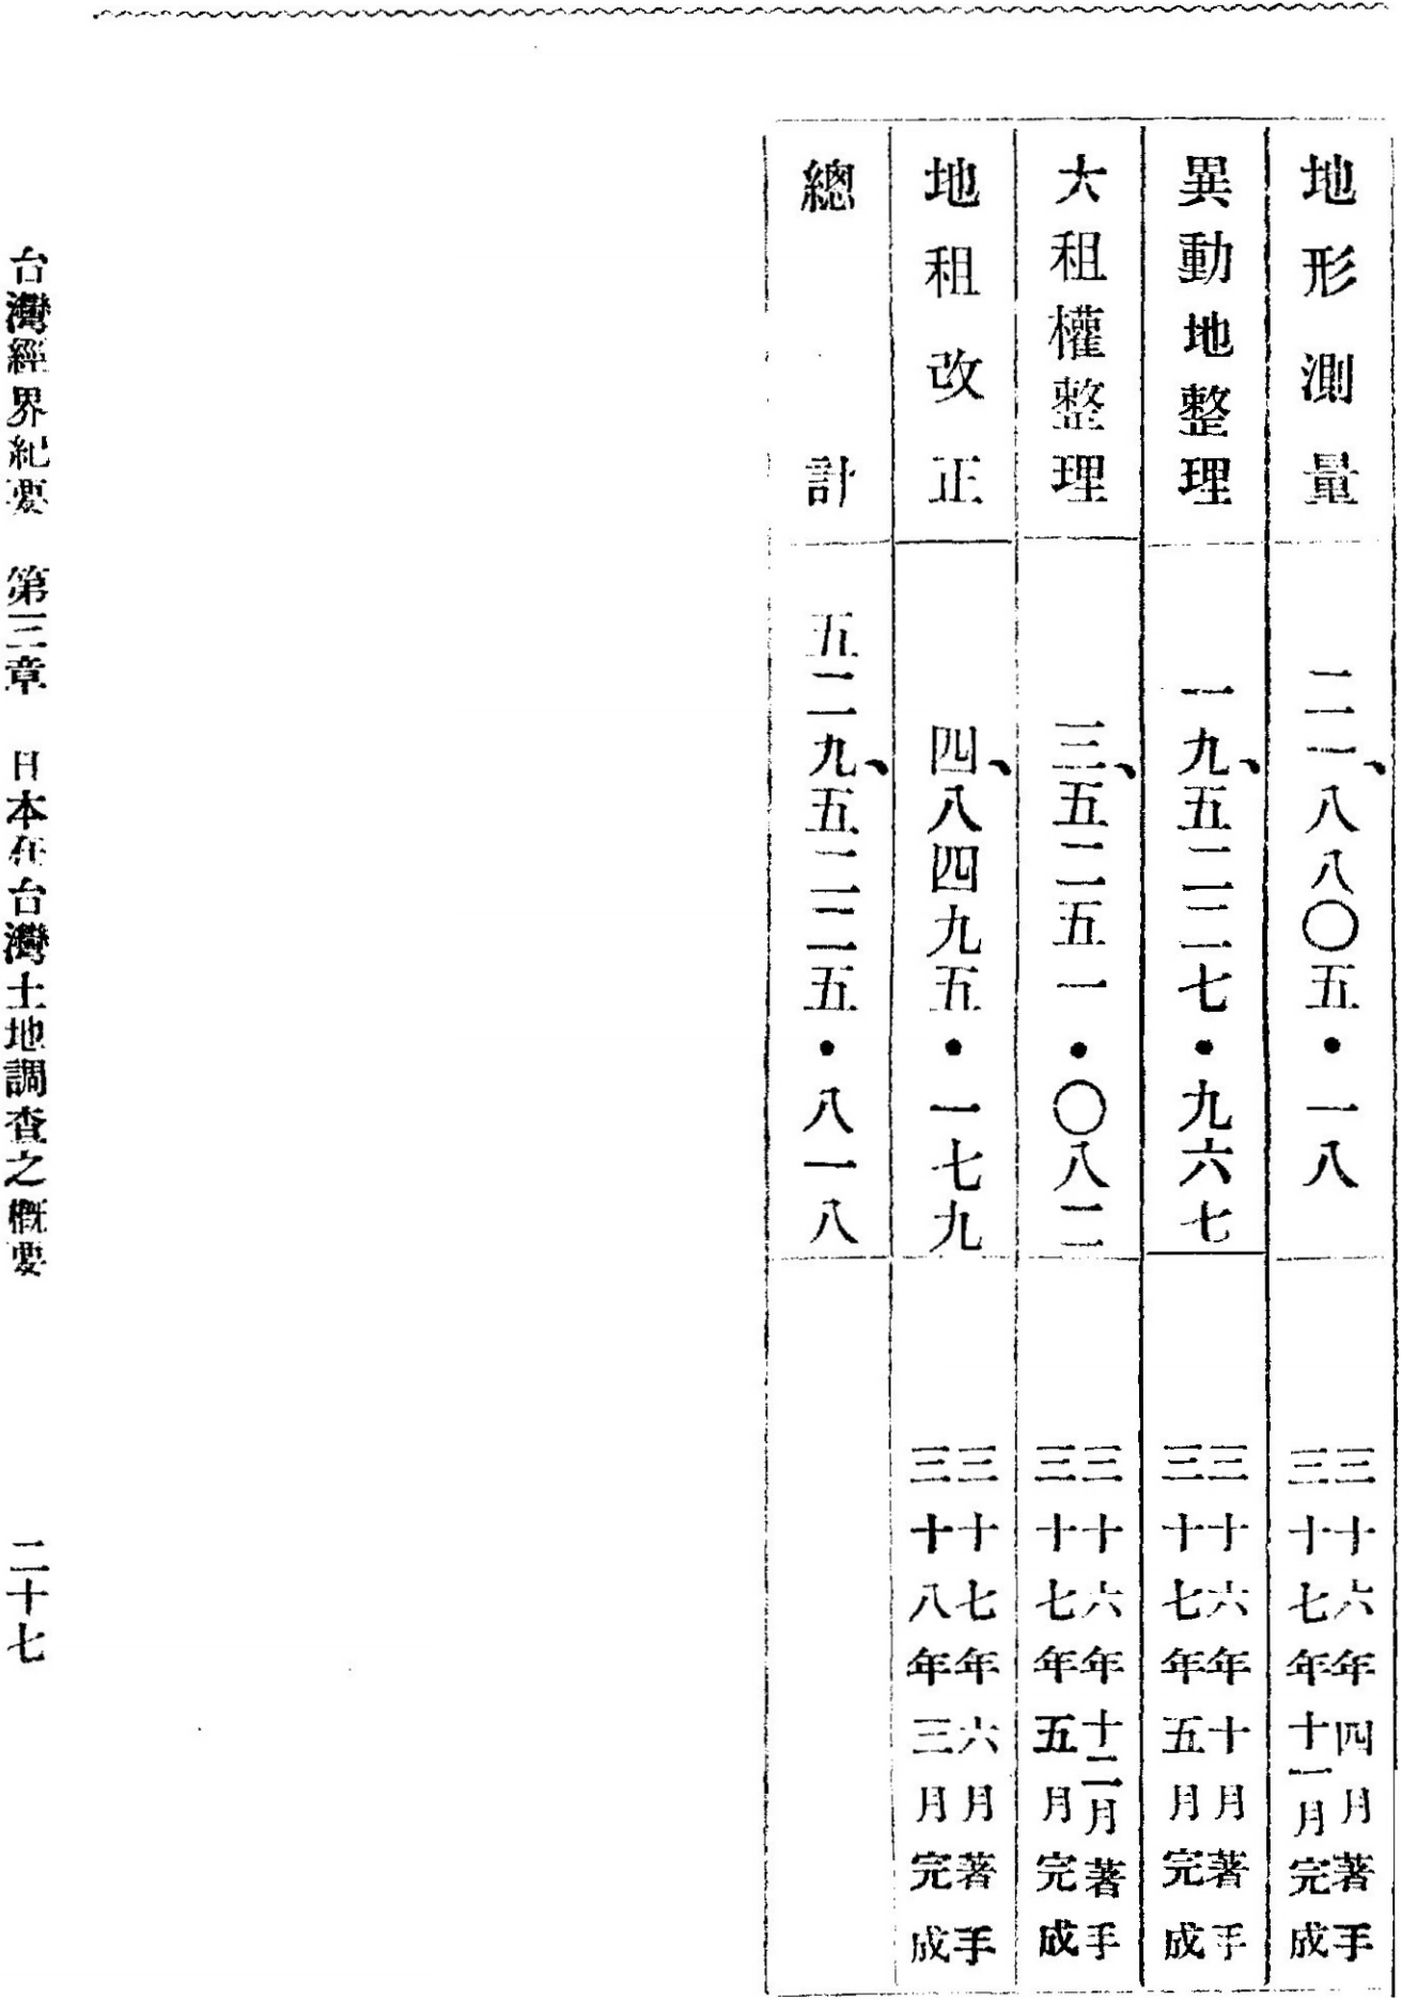 地形測量
二一、八八〇五・一八
三十六年四月著手
三十七年十一月完成
異動地整理
一九、五二二七・九六七
三十六年十月著手
三十七年五月完成
大租權整理
三、五二五一・〇八二
三十六年十二月著手
三十七年五月完成
地租改正
四、八四九五・一七九
三十七年六月著手
三十八年三月完成
總計
五二九、五二二五・八一八
台灣經界紀要 第三章 日本在台灣土地調查之概要 二十七